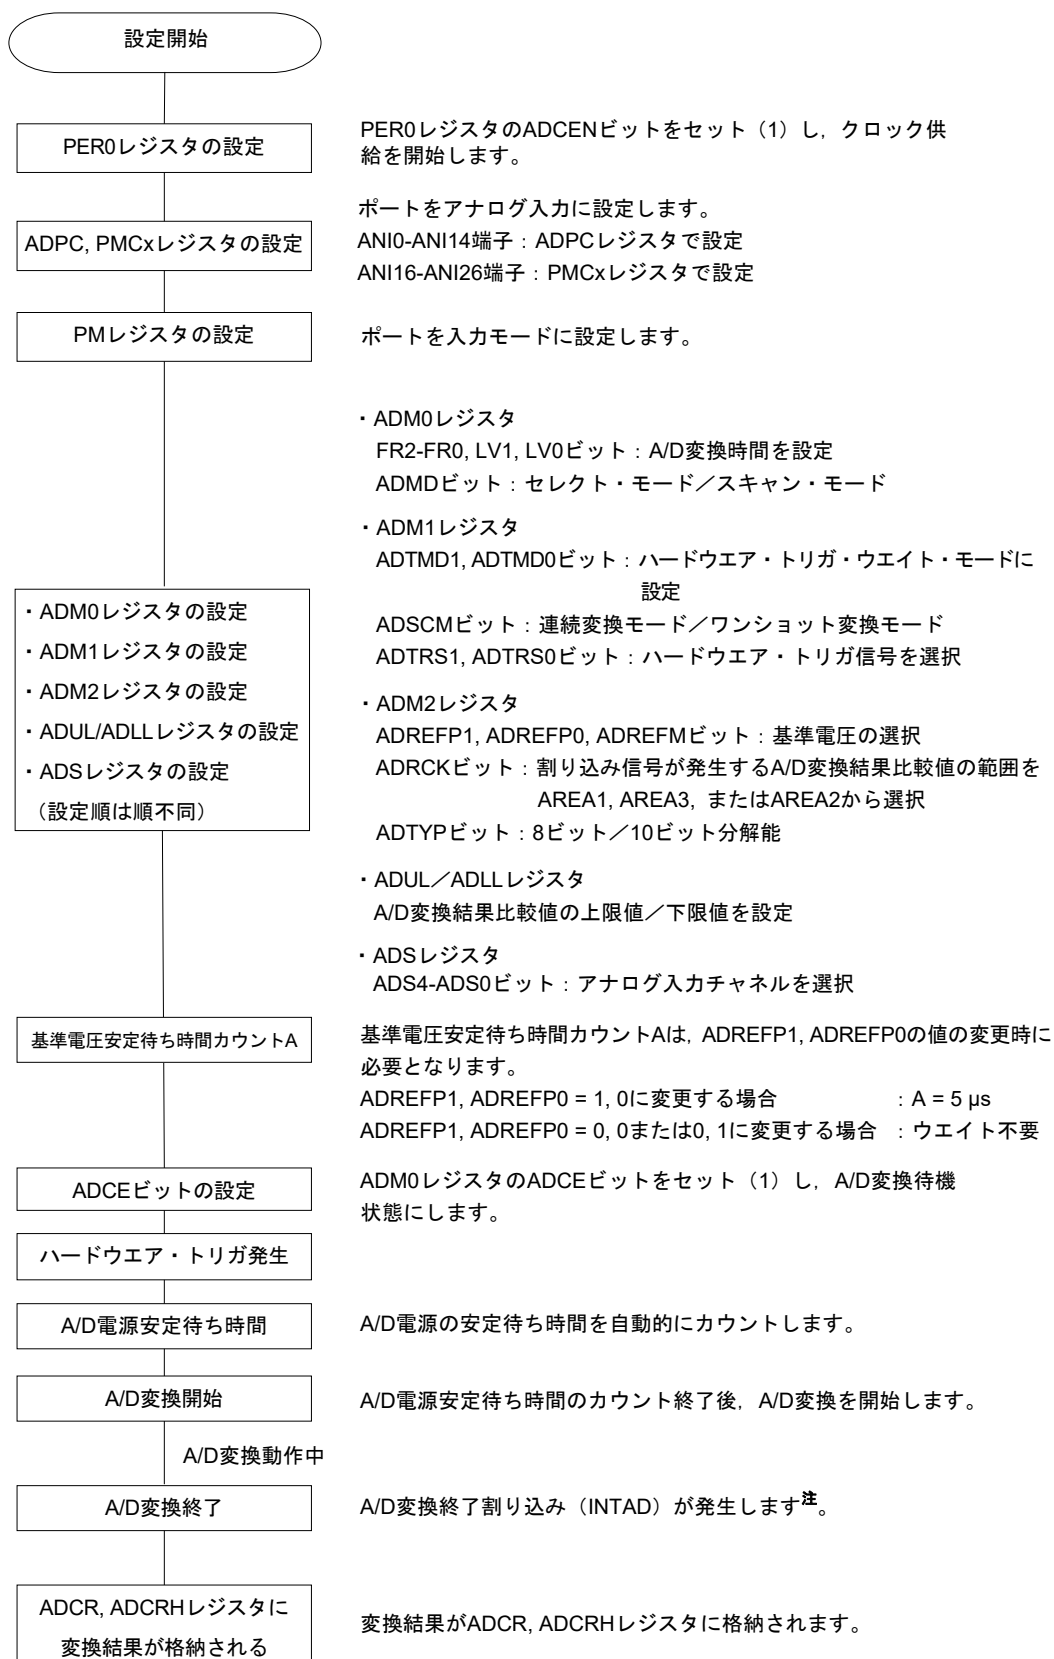 設定開始
PER0レジスタの設定
PER0レジスタのADCENビットをセット（1）し，クロック供
給を開始します。
ADPC, PMCxレジスタの設定
ポートをアナログ入力に設定します。
ANI0-ANI14端子：ADPCレジスタで設定
ANI16-ANI26端子：PMCxレジスタで設定
PMレジスタの設定
ポートを入力モードに設定します。
・ADM0レジスタの設定
・ADM1レジスタの設定
・ADM2レジスタの設定
・ADUL/ADLLレジスタの設定
・ADSレジスタの設定
（設定順は順不同）
・ADM0レジスタ
FR2-FR0, LV1, LV0ビット：A/D変換時間を設定
ADMDビット：セレクト・モード／スキャン・モード
・ADM1レジスタ
ADTMD1, ADTMD0ビット：ハードウエア・トリガ・ウエイト・モードに
設定
ADSCMビット：連続変換モード／ワンショット変換モード
ADTRS1, ADTRS0ビット：ハードウエア・トリガ信号を選択
・ADM2レジスタ
ADREFP1, ADREFP0, ADREFMビット：基準電圧の選択
ADRCKビット：割り込み信号が発生するA/D変換結果比較値の範囲を
AREA1, AREA3, またはAREA2から選択
ADTYPビット：8ビット／10ビット分解能
・ADUL／ADLLレジスタ
A/D変換結果比較値の上限値／下限値を設定
・ADSレジスタ
ADS4-ADS0ビット：アナログ入力チャネルを選択
基準電圧安定待ち時間カウントA
基準電圧安定待ち時間カウントAは, ADREFP1, ADREFP0の値の変更時に
必要となります。
ADREFP1, ADREFP0 = 1, 0に変更する場合 ：A = 5 μs
ADREFP1, ADREFP0 = 0, 0または0, 1に変更する場合 ：ウエイト不要
ADCEビットの設定
ADM0レジスタのADCEビットをセット（1）し，A/D変換待機
状態にします。
ハードウエア・トリガ発生
A/D電源安定待ち時間
A/D電源の安定待ち時間を自動的にカウントします。
A/D変換開始
A/D電源安定待ち時間のカウント終了後，A/D変換を開始します。
A/D変換動作中
A/D変換終了
A/D変換終了割り込み（INTAD）が発生します注。
ADCR, ADCRHレジスタに
変換結果が格納される
変換結果がADCR, ADCRHレジスタに格納されます。